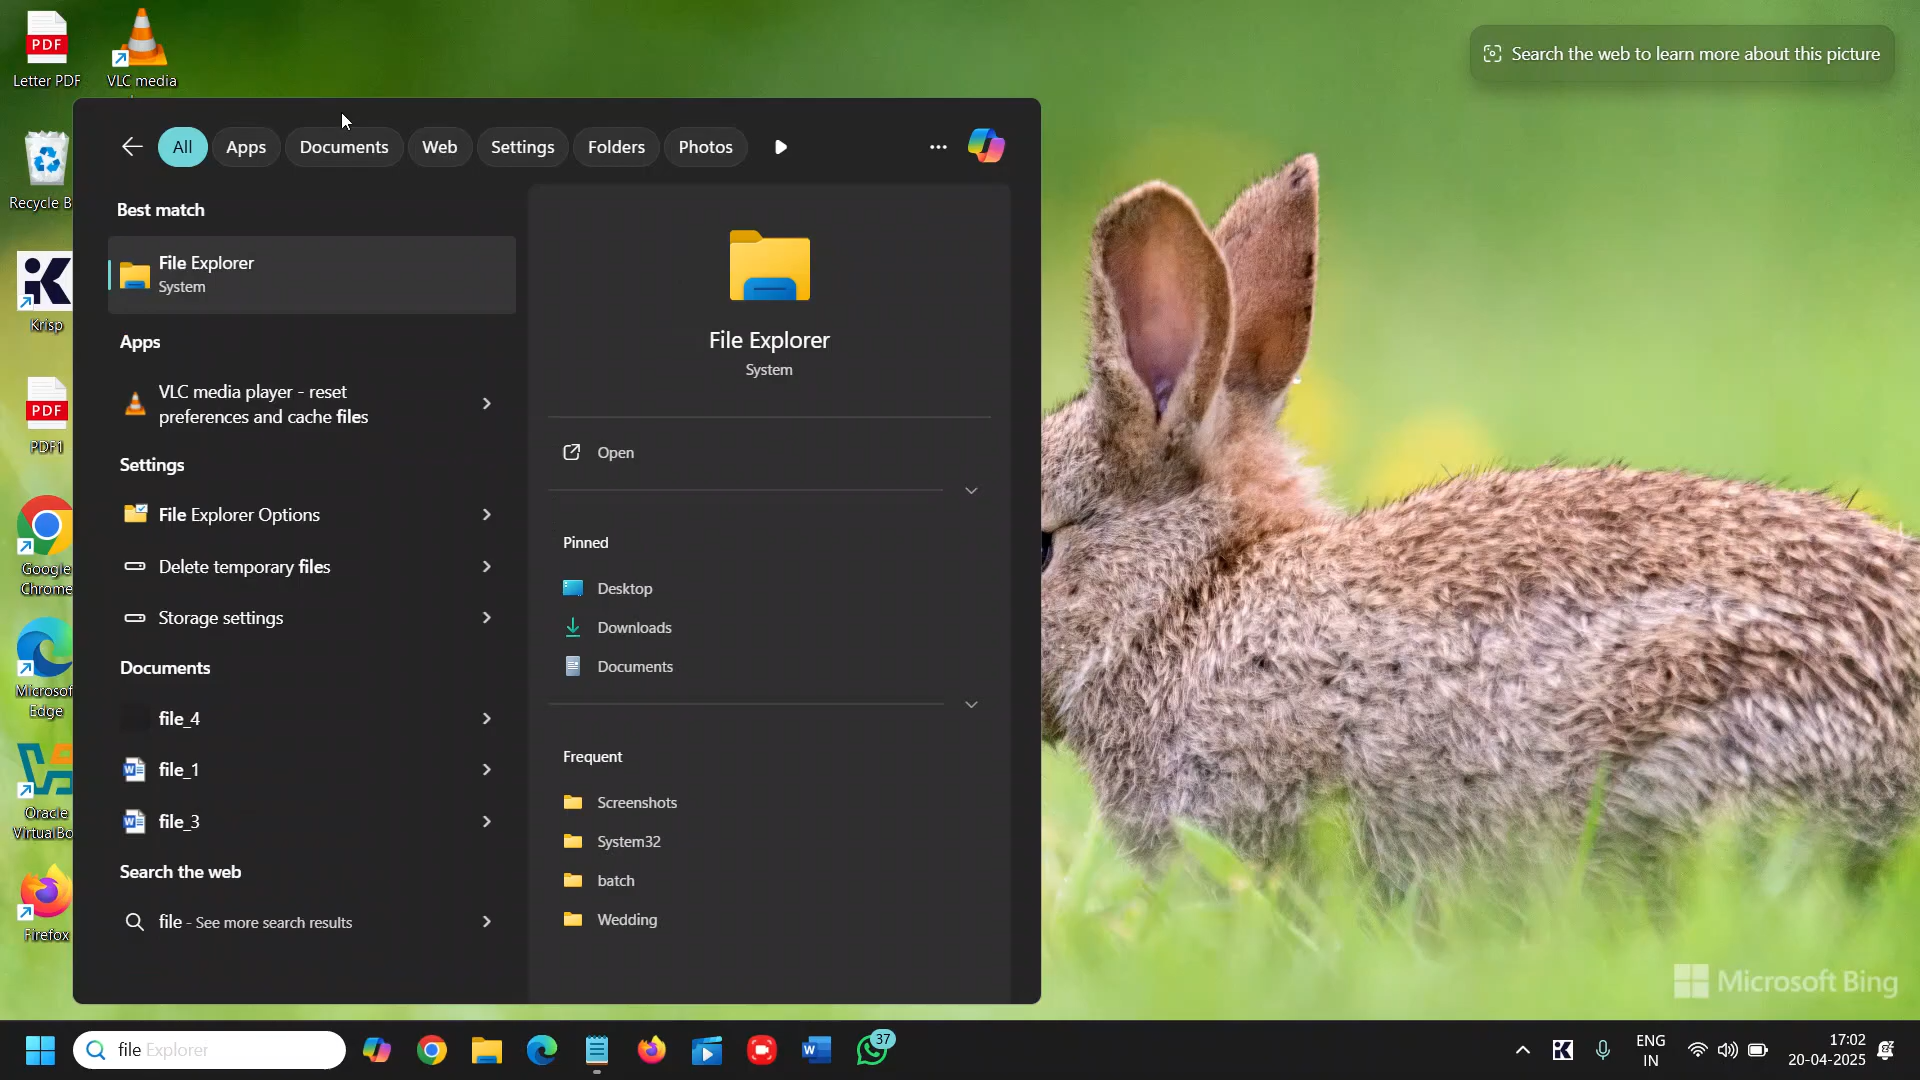 PDF
Letter PDF
VLC media
Search the web to learn more about this picture
All
Apps
Documents
Web
Settings
Folders
Photos
Recycle B
Krisp
PDF
PDF1
Google
Chrome
Microsof
Edge
Oracle
VirtualBo
Firefox
Best match
File Explorer
System
Apps
VLC media player - reset
preferences and cache files
Settings
File Explorer Options
Delete temporary files
Storage settings
Documents
file_4
file_1
file_3
Search the web
file - See more search results
File Explorer
System
Open
Pinned
Desktop
Downloads
Documents
Frequent
Screenshots
System32
batch
Wedding
Microsoft Bing
file Explorer
37
ENG
IN
17:02
20-04-2025